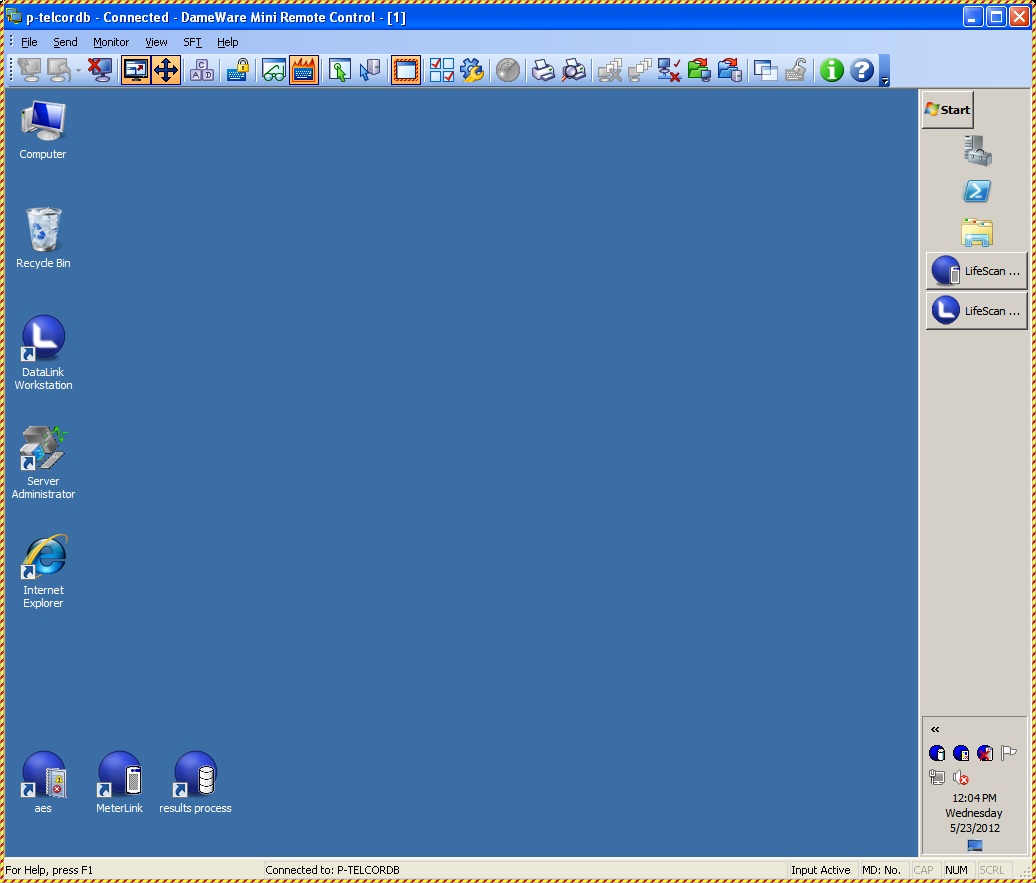 p-telcordb - Connected - DameWare Mini Remote Control - [1]
File Send Monitor View SFT Help
Start
Computer
Recycle Bin
LifeScan ...
LifeScan ...
DataLink
Workstation
Server
Administrator
Internet
Explorer
aes
MeterLink
results process
12:04 PM
Wednesday
5/23/2012
For Help, press F1
Connected to: P-TELCORDB
Input Active
MD: No.
CAP
NUM
SCRL